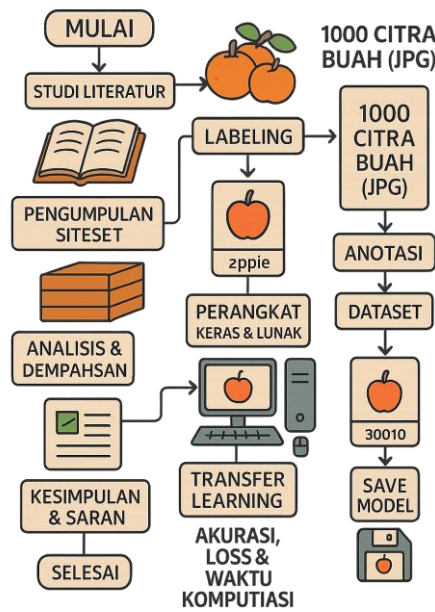 MULAI
STUDI LITERATUR
PENGUMPULAN
SITESET
ANALISIS &
DEMPAHSAN
KESIMPULAN
& SARAN
SELESAI
LABELING
2ppie
PERANGKAT
KERAS & LUNAK
TRANSFER
LEARNING
AKURASI,
LOSS &
WAKTU
KOMPUTIASI
1000 CITRA
BUAH (JPG)
1000
CITRA
BUAH
(JPG)
ANOTASI
DATASET
30010
SAVE
MODEL